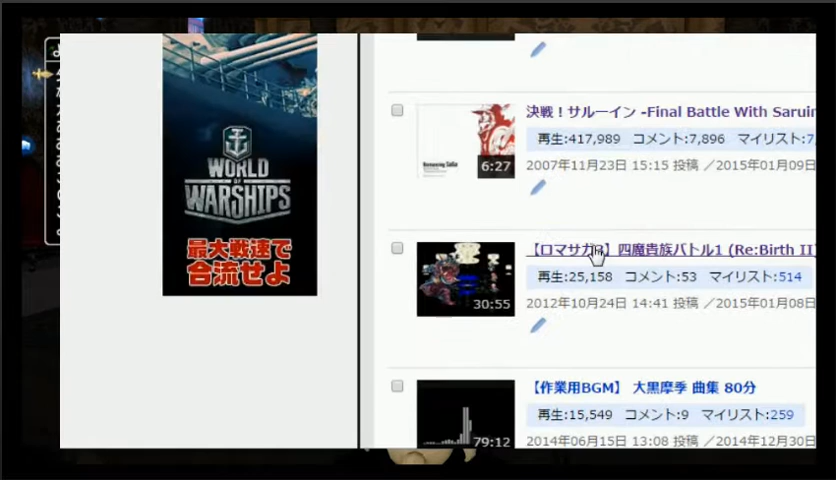 WORLD
OF
WARSHIPS
最大戦速で
合流せよ
決戦！サルーイン -Final Battle With Saruin
再生:417,989 コメント:7,896 マイリスト:7,
6:27
2007年11月23日 15:15 投稿 ／2015年01月09日
【ロマサガ3】四魔貴族バトル1 (Re:Birth II)
再生:25,158 コメント:53 マイリスト:514
30:55
2012年10月24日 14:41 投稿 ／2015年01月08日
【作業用BGM】 大黒摩季 曲集 80分
再生:15,549 コメント:9 マイリスト:259
79:12
2014年06月15日 13:08 投稿 ／2014年12月30日